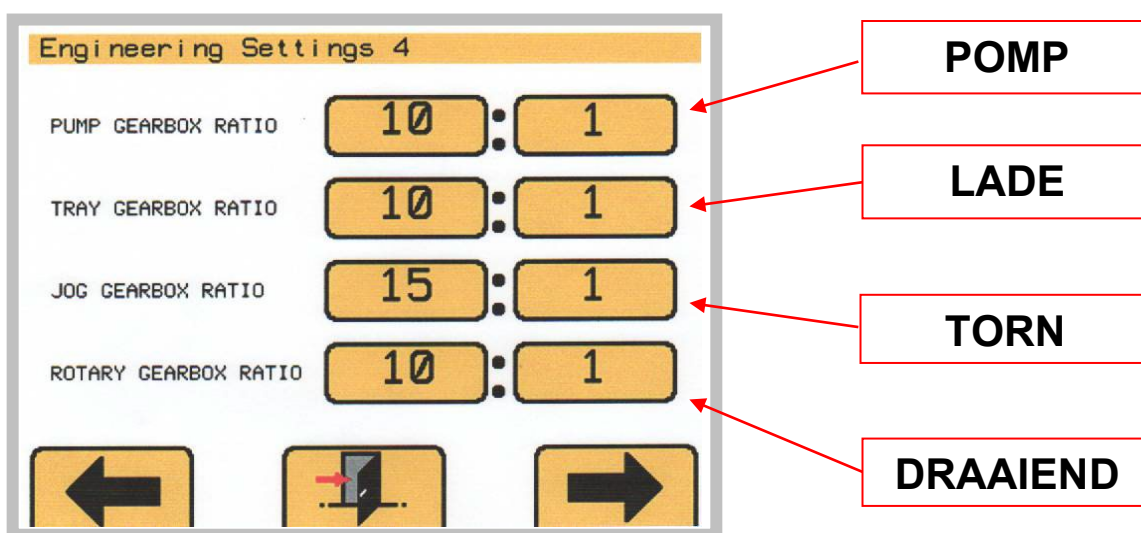 Engineering Settings 4
POMP
PUMP GEARBOX RATIO 10 : 1
LADE
TRAY GEARBOX RATIO 10 : 1
JOG GEARBOX RATIO 15 : 1
TORN
ROTARY GEARBOX RATIO 10 : 1
DRAAIEND